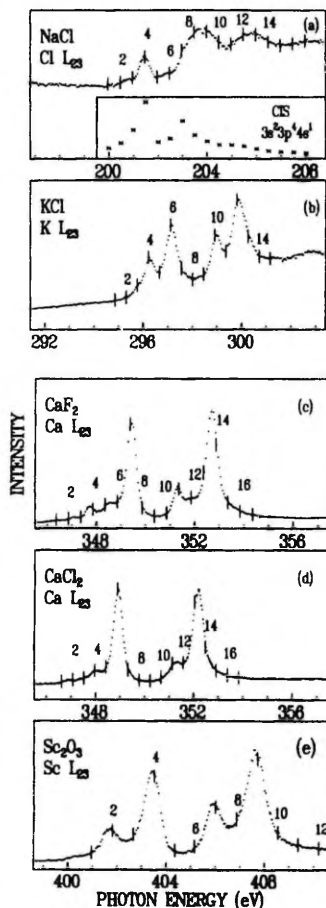 NaCl
Cl L₂₃
(a)
2 4 6 8 10 12 14
CIS
3s²3p⁴4s¹
200 202 204 206
KCl
K L₂₃
(b)
2 4 6 8 10 14
292 296 300
INTENSITY
CaF₂
Ca L₂₃
(c)
2 4 6 8 10 12 14 16
348 352 356
CaCl₂
Ca L₂₃
(d)
2 4 8 10 12 14 16
348 352 356
Sc₂O₃
Sc L₂₃
(e)
2 4 6 8 10 12
400 404 408
PHOTON ENERGY (eV)